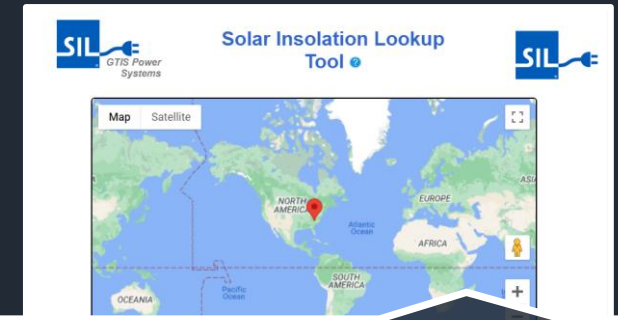 SIL
GTIS Power
Systems
Solar Insolation Lookup
Tool ?
SIL
Map
Satellite
NORTH
AMERICA
EUROPE
ASI
Atlantic
Ocean
AFRICA
SOUTH
AMERICA
Pacific
Ocean
OCEANIA
+